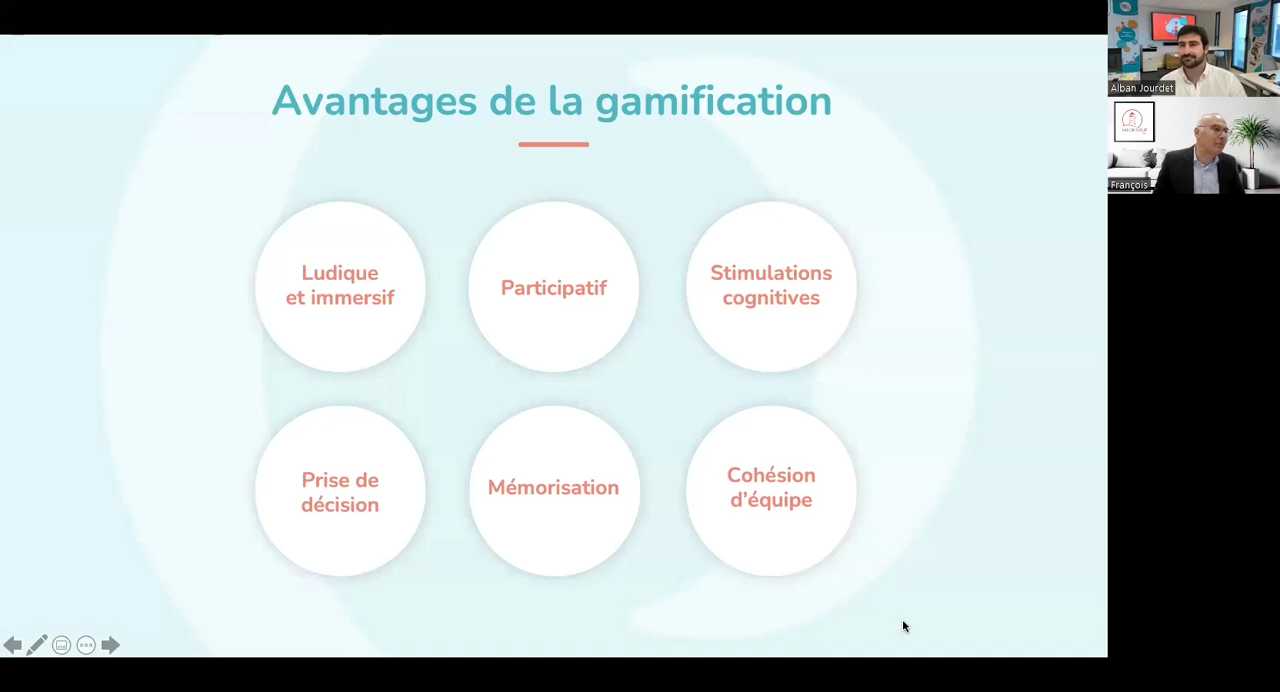 Avantages de la gamification
Ludique
et immersif
Participatif
Stimulations
cognitives
Prise de
décision
Mémorisation
Cohésion
d'équipe
Alban Jourdet
François